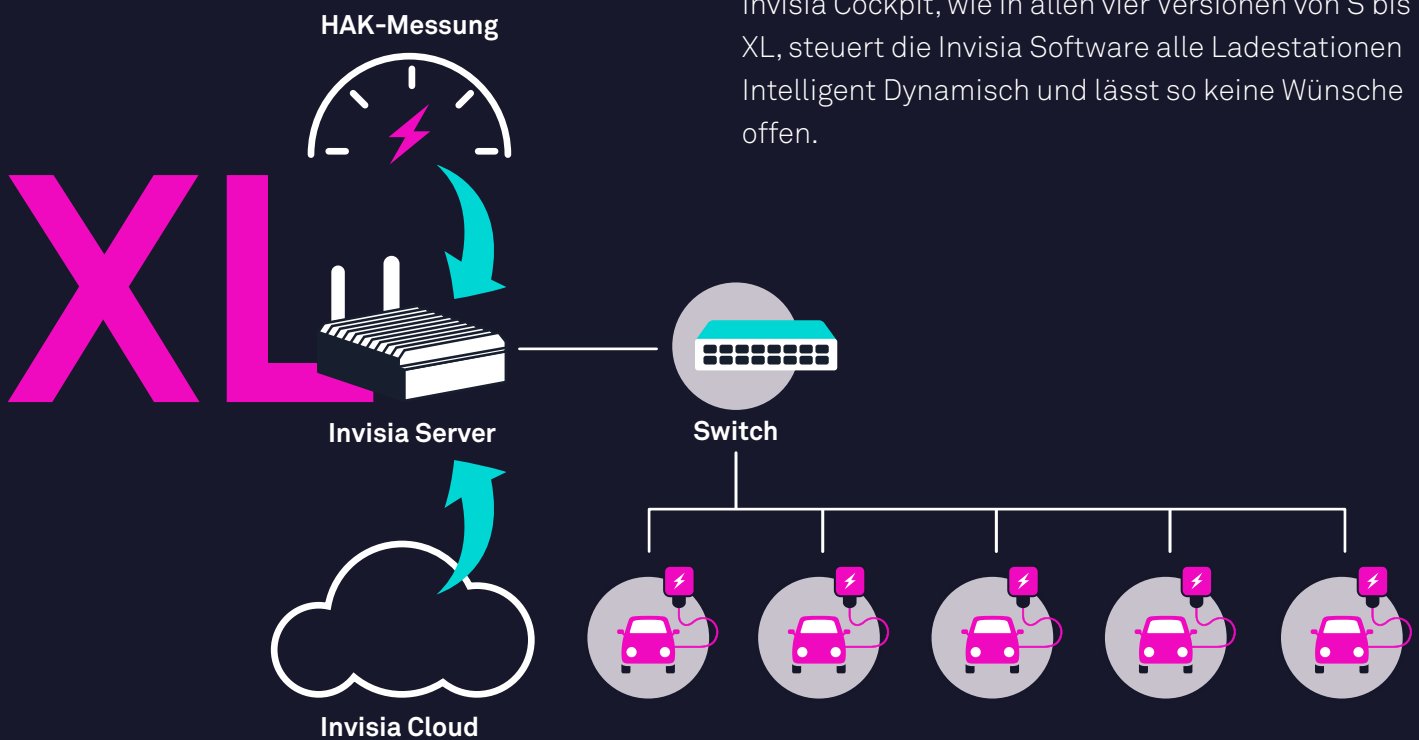 HAK-Messung
Invisia Cockpit, wie in allen vier Versionen von S bis
XL, steuert die Invisia Software alle Ladestationen
Intelligent Dynamisch und lässt so keine Wünsche
offen.
XL
Invisia Server
Switch
Invisia Cloud